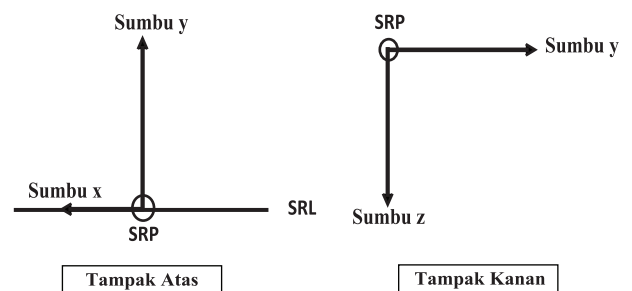 Sumbu y
Sumbu x
SRL
SRP
Tampak Atas
SRP
Sumbu y
Sumbu z
Tampak Kanan